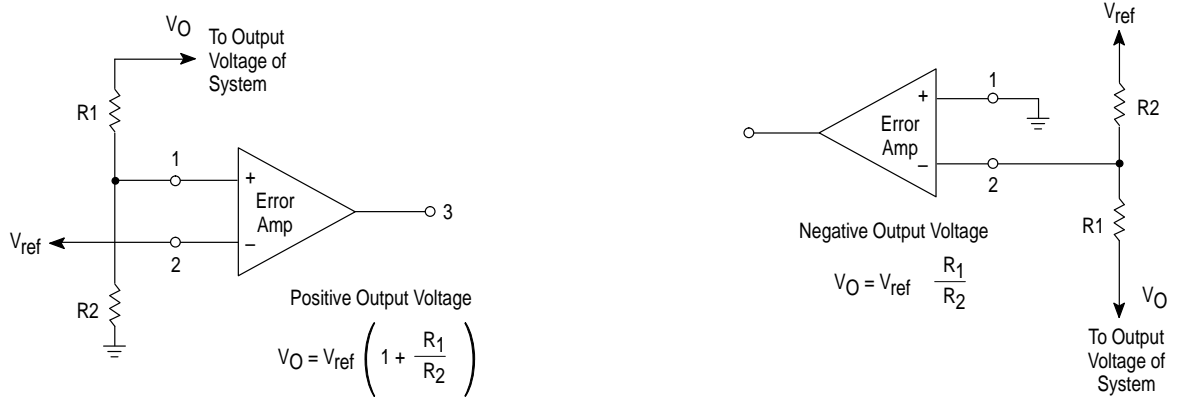 VO
To Output
Voltage of
System
R1
1
+
Error
Amp
3
Vref
–
2
R2
Positive Output Voltage
VO = Vref ( 1 + R1
R2 )
Vref
1
+
Error
Amp
R2
–
2
R1
Negative Output Voltage
VO = Vref R1
R2
VO
To Output
Voltage of
System